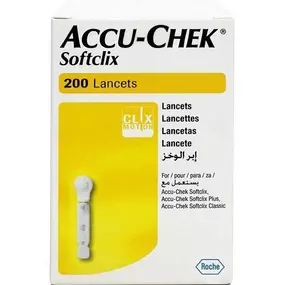 ACCU-CHEK®
Softclix
200 Lancets
CLIX
MOTION
Lancets
Lancettes
Lancetas
Lancete
إبر الوخز
For / pour / para / za /
يستعمل مع
Accu-Chek Softclix,
Accu-Chek Softclix Plus,
Accu-Chek Softclix Classic
Roche